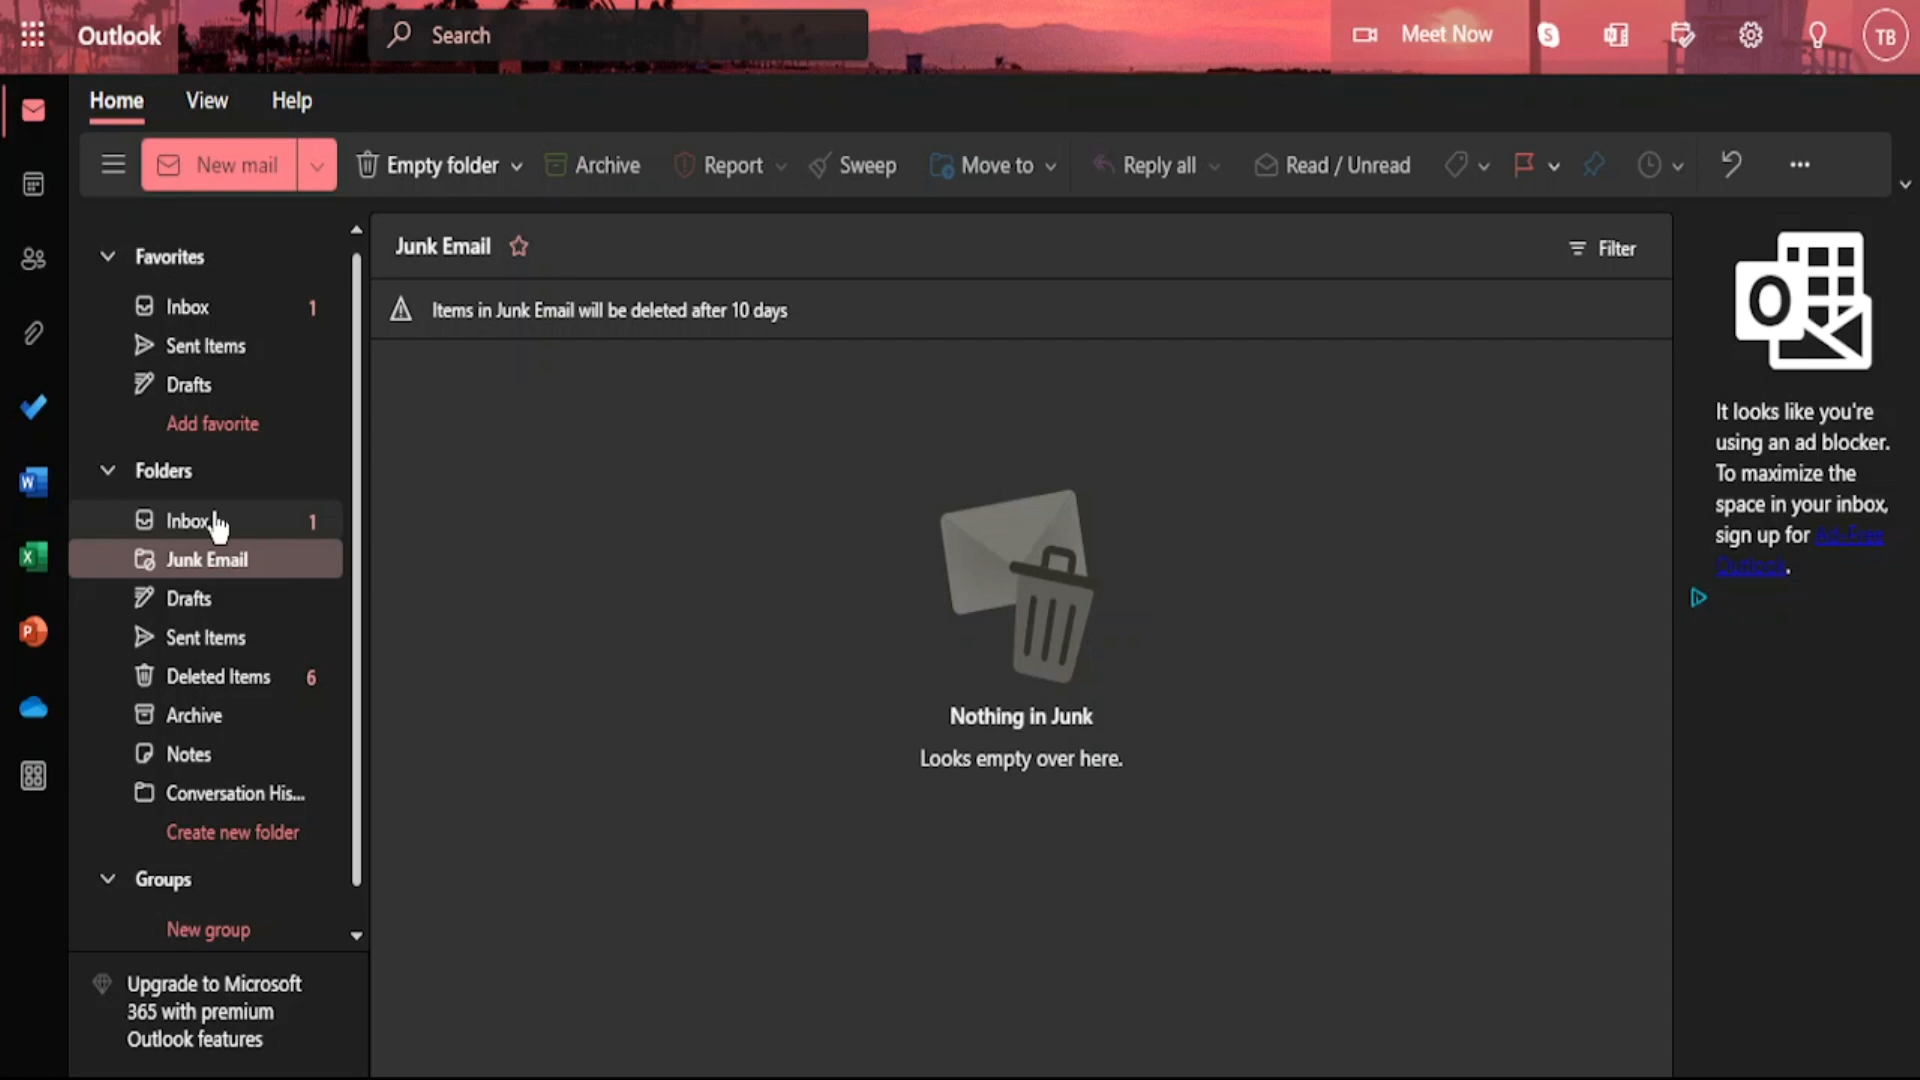 Outlook
Search
Meet Now
TB
Home
View
Help
New mail
Empty folder
Archive
Report
Sweep
Move to
Reply all
Read / Unread
Favorites
Inbox 1
Sent Items
Drafts
Add favorite
Folders
Inbox 1
Junk Email
Drafts
Sent Items
Deleted Items 6
Archive
Notes
Conversation His...
Create new folder
Groups
New group
Upgrade to Microsoft
365 with premium
Outlook features
Junk Email
Filter
Items in Junk Email will be deleted after 10 days
Nothing in Junk
Looks empty over here.
It looks like you're
using an ad blocker.
To maximize the
space in your inbox,
sign up for Ad-Free
Outlook.